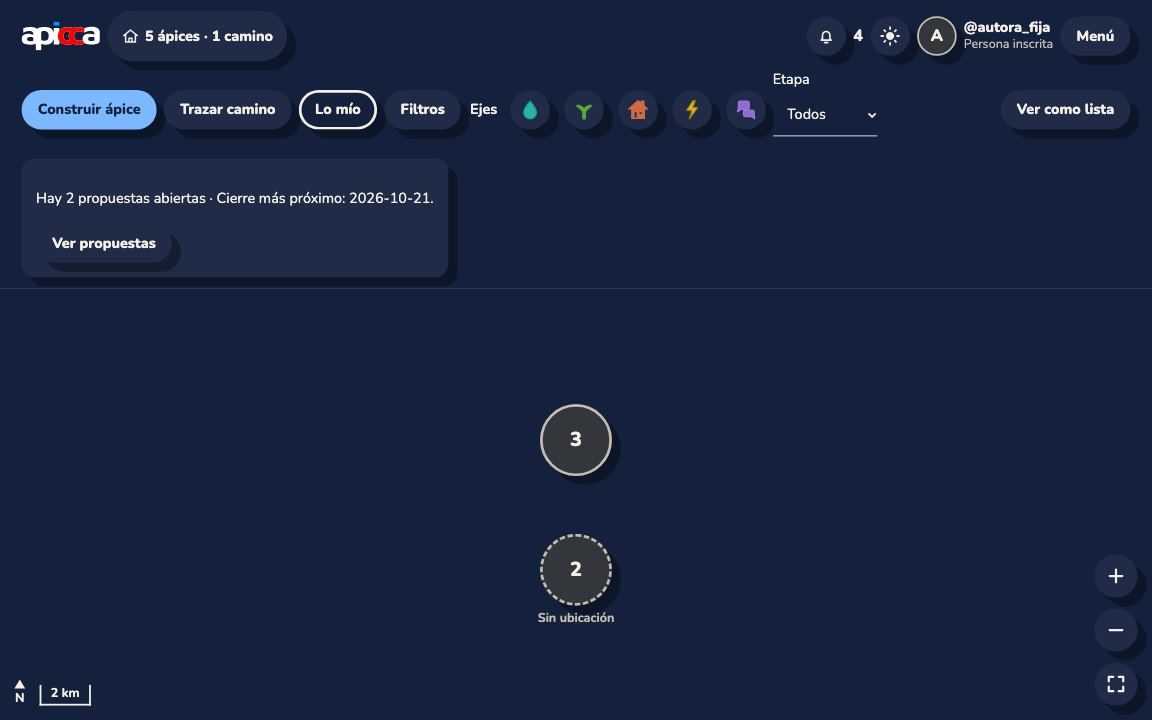 apicca
5 ápices · 1 camino
4
A
@autora_fija
Persona inscrita
Menú
Construir ápice
Trazar camino
Lo mío
Filtros
Ejes
Etapa
Todos
Ver como lista
Hay 2 propuestas abiertas · Cierre más próximo: 2026-10-21.
Ver propuestas
3
2
Sin ubicación
N
2 km